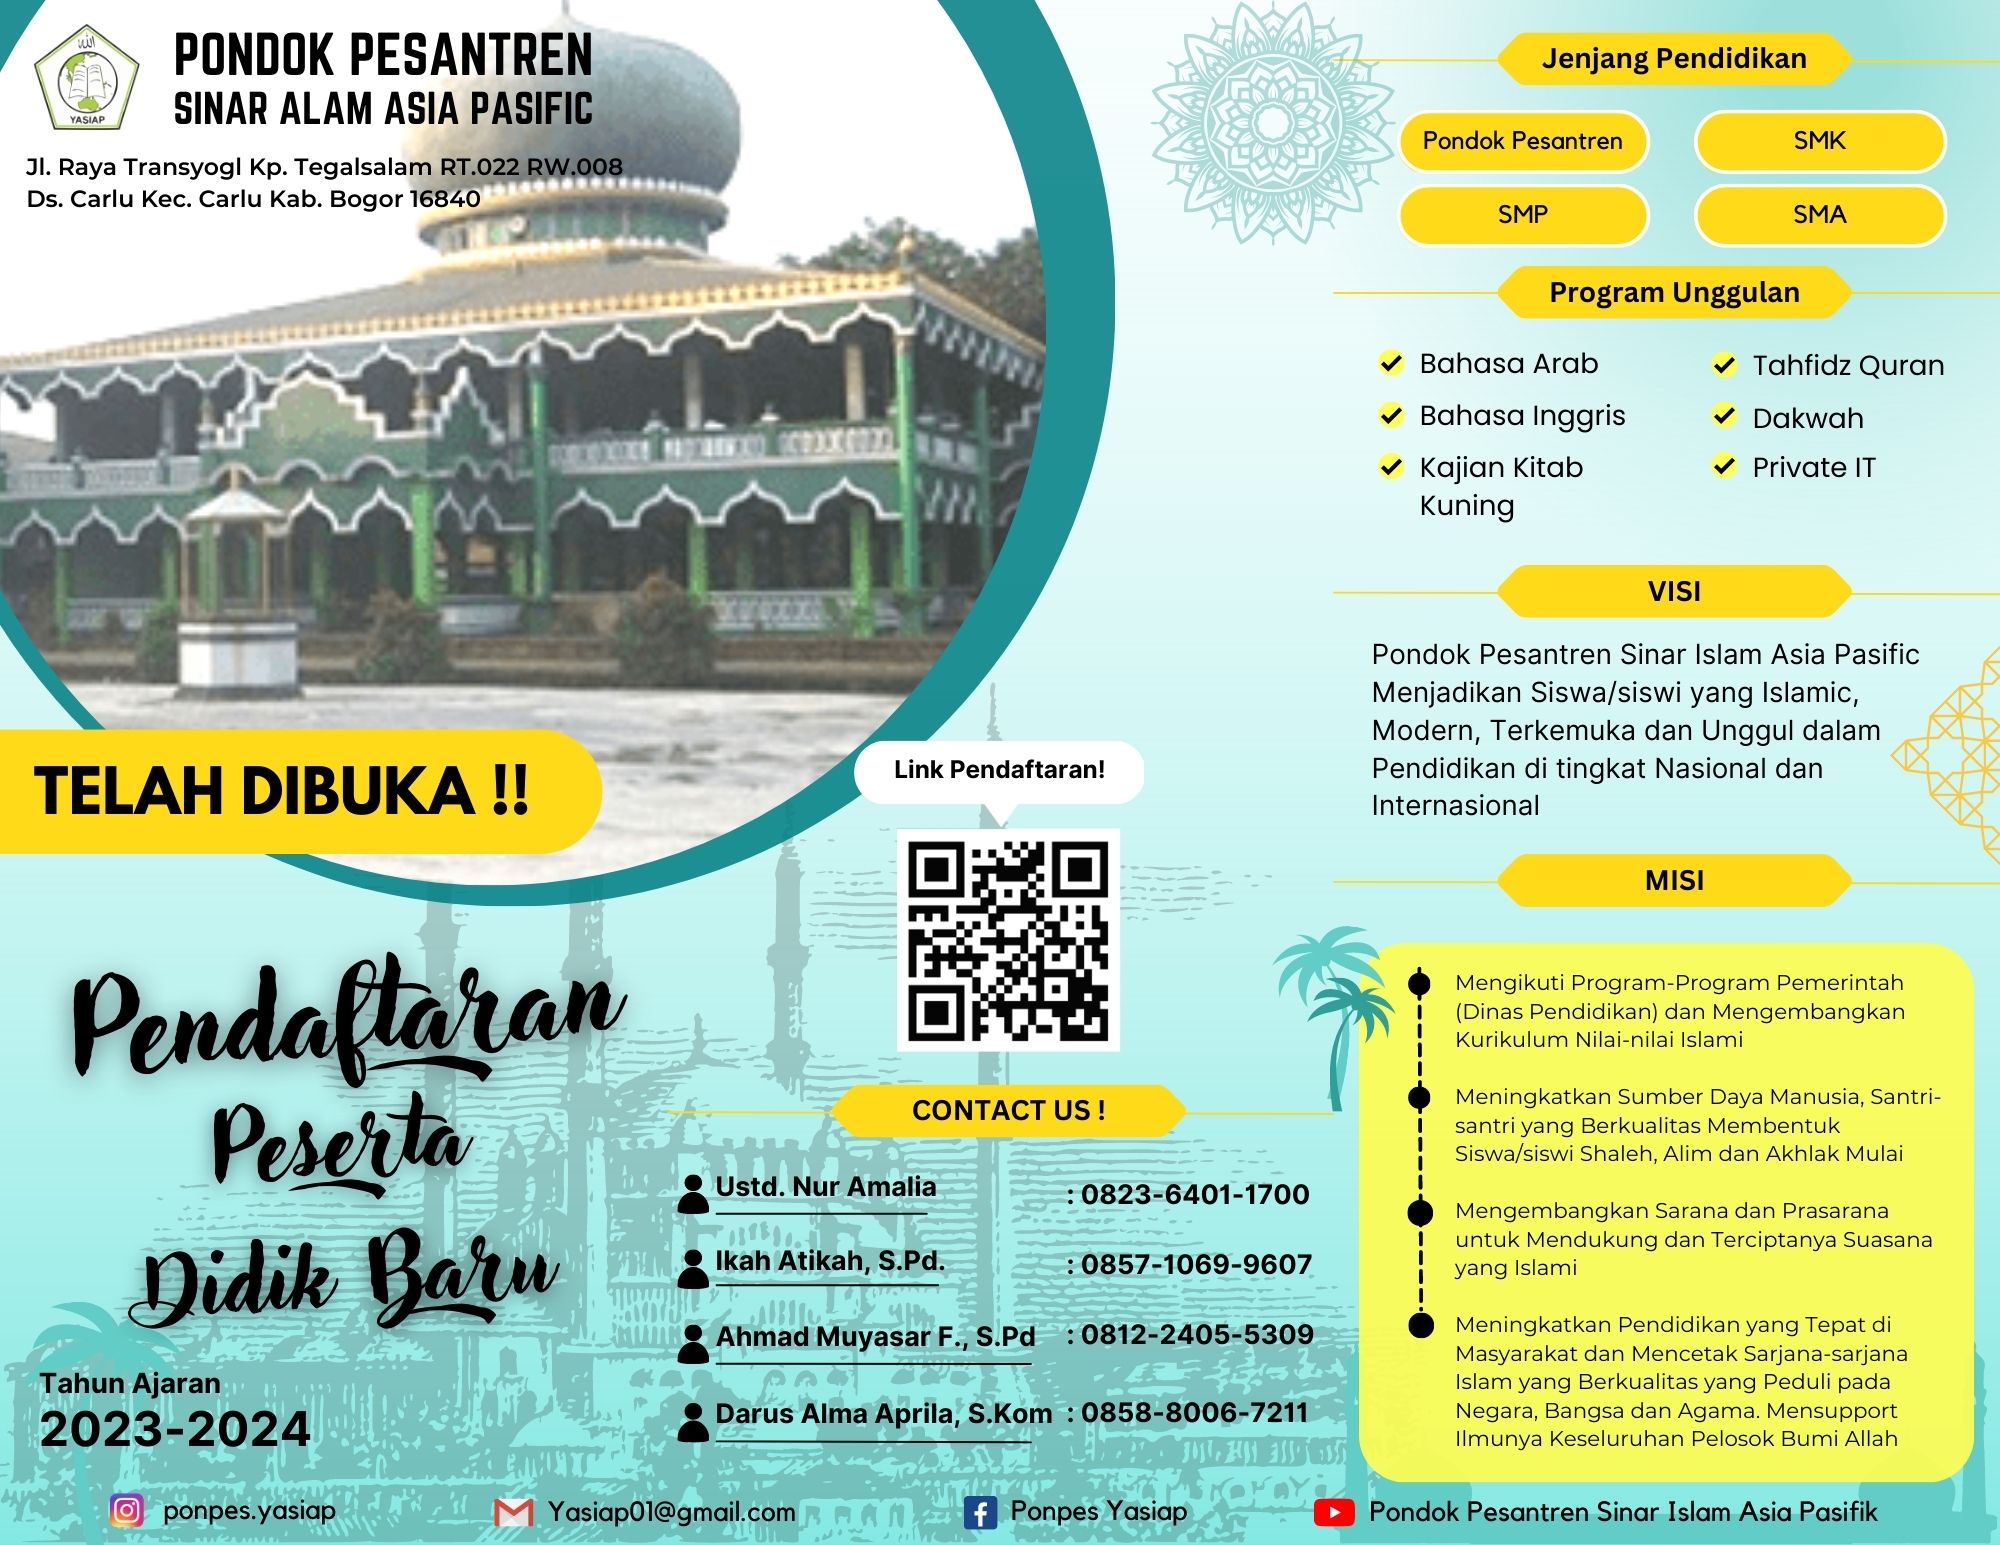 YASIAP
PONDOK PESANTREN
SINAR ALAM ASIA PASIFIC
Jl. Raya Transyogl Kp. Tegalsalam RT.022 RW.008
Ds. Carlu Kec. Carlu Kab. Bogor 16840
TELAH DIBUKA !!
Pendaftaran
Peserta
Didik Baru
Tahun Ajaran
2023-2024
Link Pendaftaran!
CONTACT US !
Ustd. Nur Amalia : 0823-6401-1700
Ikah Atikah, S.Pd. : 0857-1069-9607
Ahmad Muyasar F., S.Pd : 0812-2405-5309
Darus Alma Aprila, S.Kom : 0858-8006-7211
Jenjang Pendidikan
Pondok Pesantren
SMK
SMP
SMA
Program Unggulan
Bahasa Arab
Bahasa Inggris
Kajian Kitab
Kuning
Tahfidz Quran
Dakwah
Private IT
VISI
Pondok Pesantren Sinar Islam Asia Pasific
Menjadikan Siswa/siswi yang Islamic,
Modern, Terkemuka dan Unggul dalam
Pendidikan di tingkat Nasional dan
Internasional
MISI
Mengikuti Program-Program Pemerintah
(Dinas Pendidikan) dan Mengembangkan
Kurikulum Nilai-nilai Islami
Meningkatkan Sumber Daya Manusia, Santri-
santri yang Berkualitas Membentuk
Siswa/siswi Shaleh, Alim dan Akhlak Mulai
Mengembangkan Sarana dan Prasarana
untuk Mendukung dan Terciptanya Suasana
yang Islami
Meningkatkan Pendidikan yang Tepat di
Masyarakat dan Mencetak Sarjana-sarjana
Islam yang Berkualitas yang Peduli pada
Negara, Bangsa dan Agama. Mensupport
Ilmunya Keseluruhan Pelosok Bumi Allah
ponpes.yasiap
Yasiap01@gmail.com
Ponpes Yasiap
Pondok Pesantren Sinar Islam Asia Pasifik